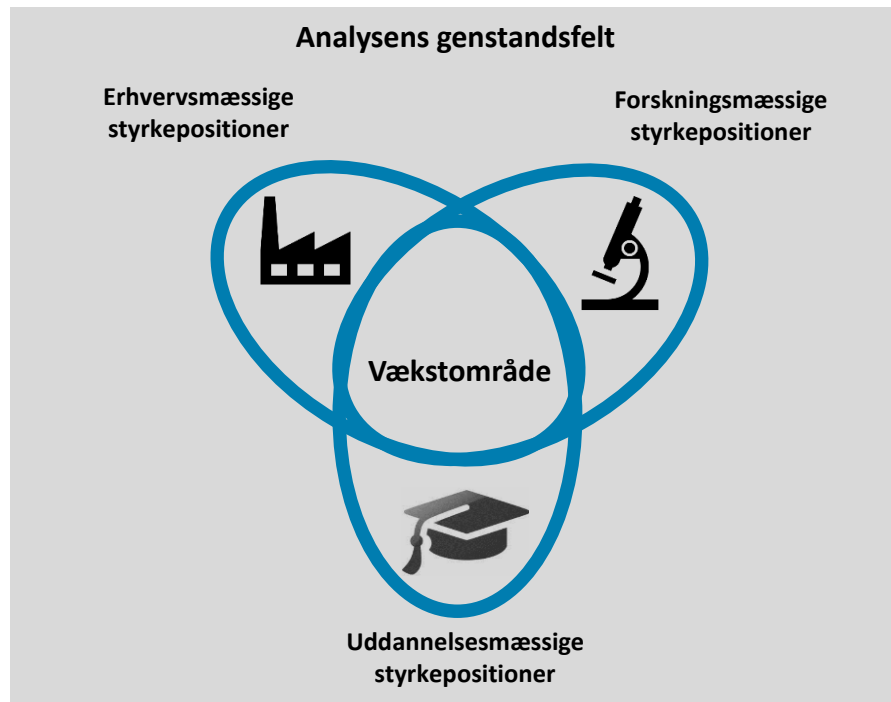 Analysens genstandsfelt
Erhvervsmæssige
styrkepositioner
Forskningsmæssige
styrkepositioner
Vækstområde
Uddannelsesmæssige
styrkepositioner